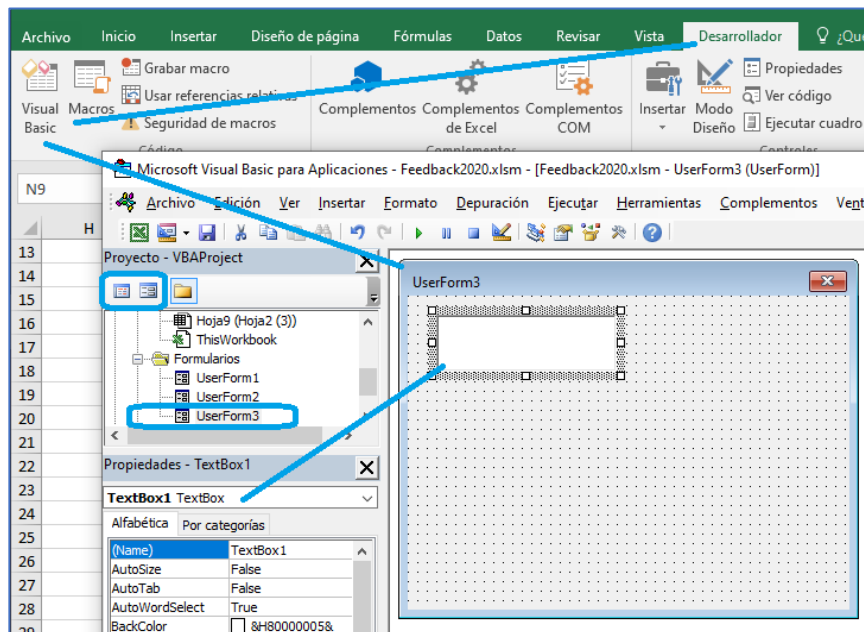 Archivo Inicio Insertar Diseño de página Fórmulas Datos Revisar Vista Desarrollador ¿Qué
Grabar macro
Usar referencias relativas
Seguridad de macros
Visual Basic
Macros
Código
Complementos
Complementos de Excel
Complementos COM
Complementos
Insertar
Modo Diseño
Propiedades
Ver código
Ejecutar cuadro
Controles
Microsoft Visual Basic para Aplicaciones - Feedback2020.xlsm - [Feedback2020.xlsm - UserForm3 (UserForm)]
N9
Archivo Edición Ver Insertar Formato Depuración Ejecutar Herramientas Complementos Vent
H
13
14
15
16
17
18
19
20
21
22
23
24
25
26
27
28
29
Proyecto - VBAProject
Hoja9 (Hoja2 (3))
ThisWorkbook
Formularios
UserForm1
UserForm2
UserForm3
UserForm3
Propiedades - TextBox1
TextBox1 TextBox
Alfabética Por categorías
(Name) TextBox1
AutoSize False
AutoTab False
AutoWordSelect True
BackColor &H80000005&